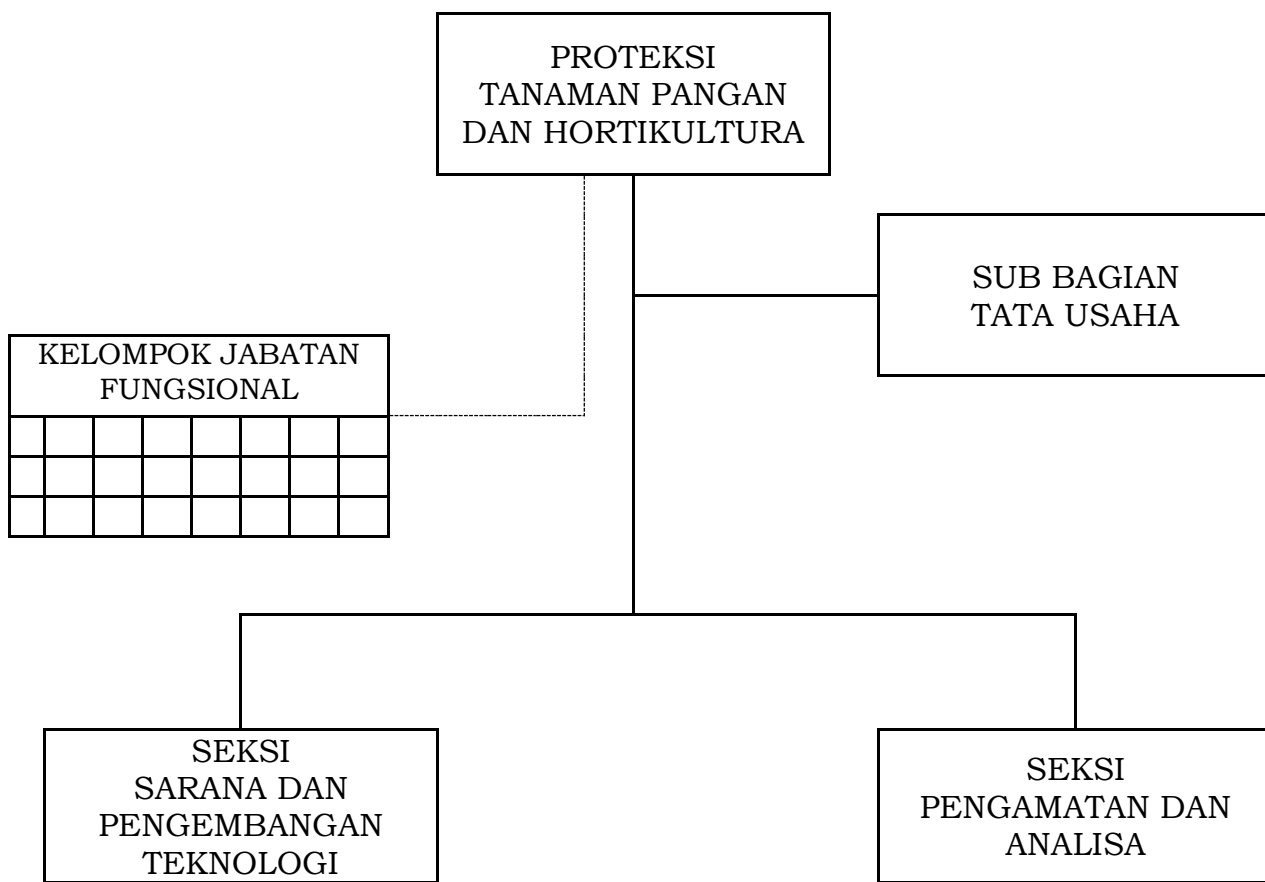 PROTEKSI
TANAMAN PANGAN
DAN HORTIKULTURA
SUB BAGIAN
TATA USAHA
KELOMPOK JABATAN
FUNGSIONAL
SEKSI
SARANA DAN
PENGEMBANGAN
TEKNOLOGI
SEKSI
PENGAMATAN DAN
ANALISA